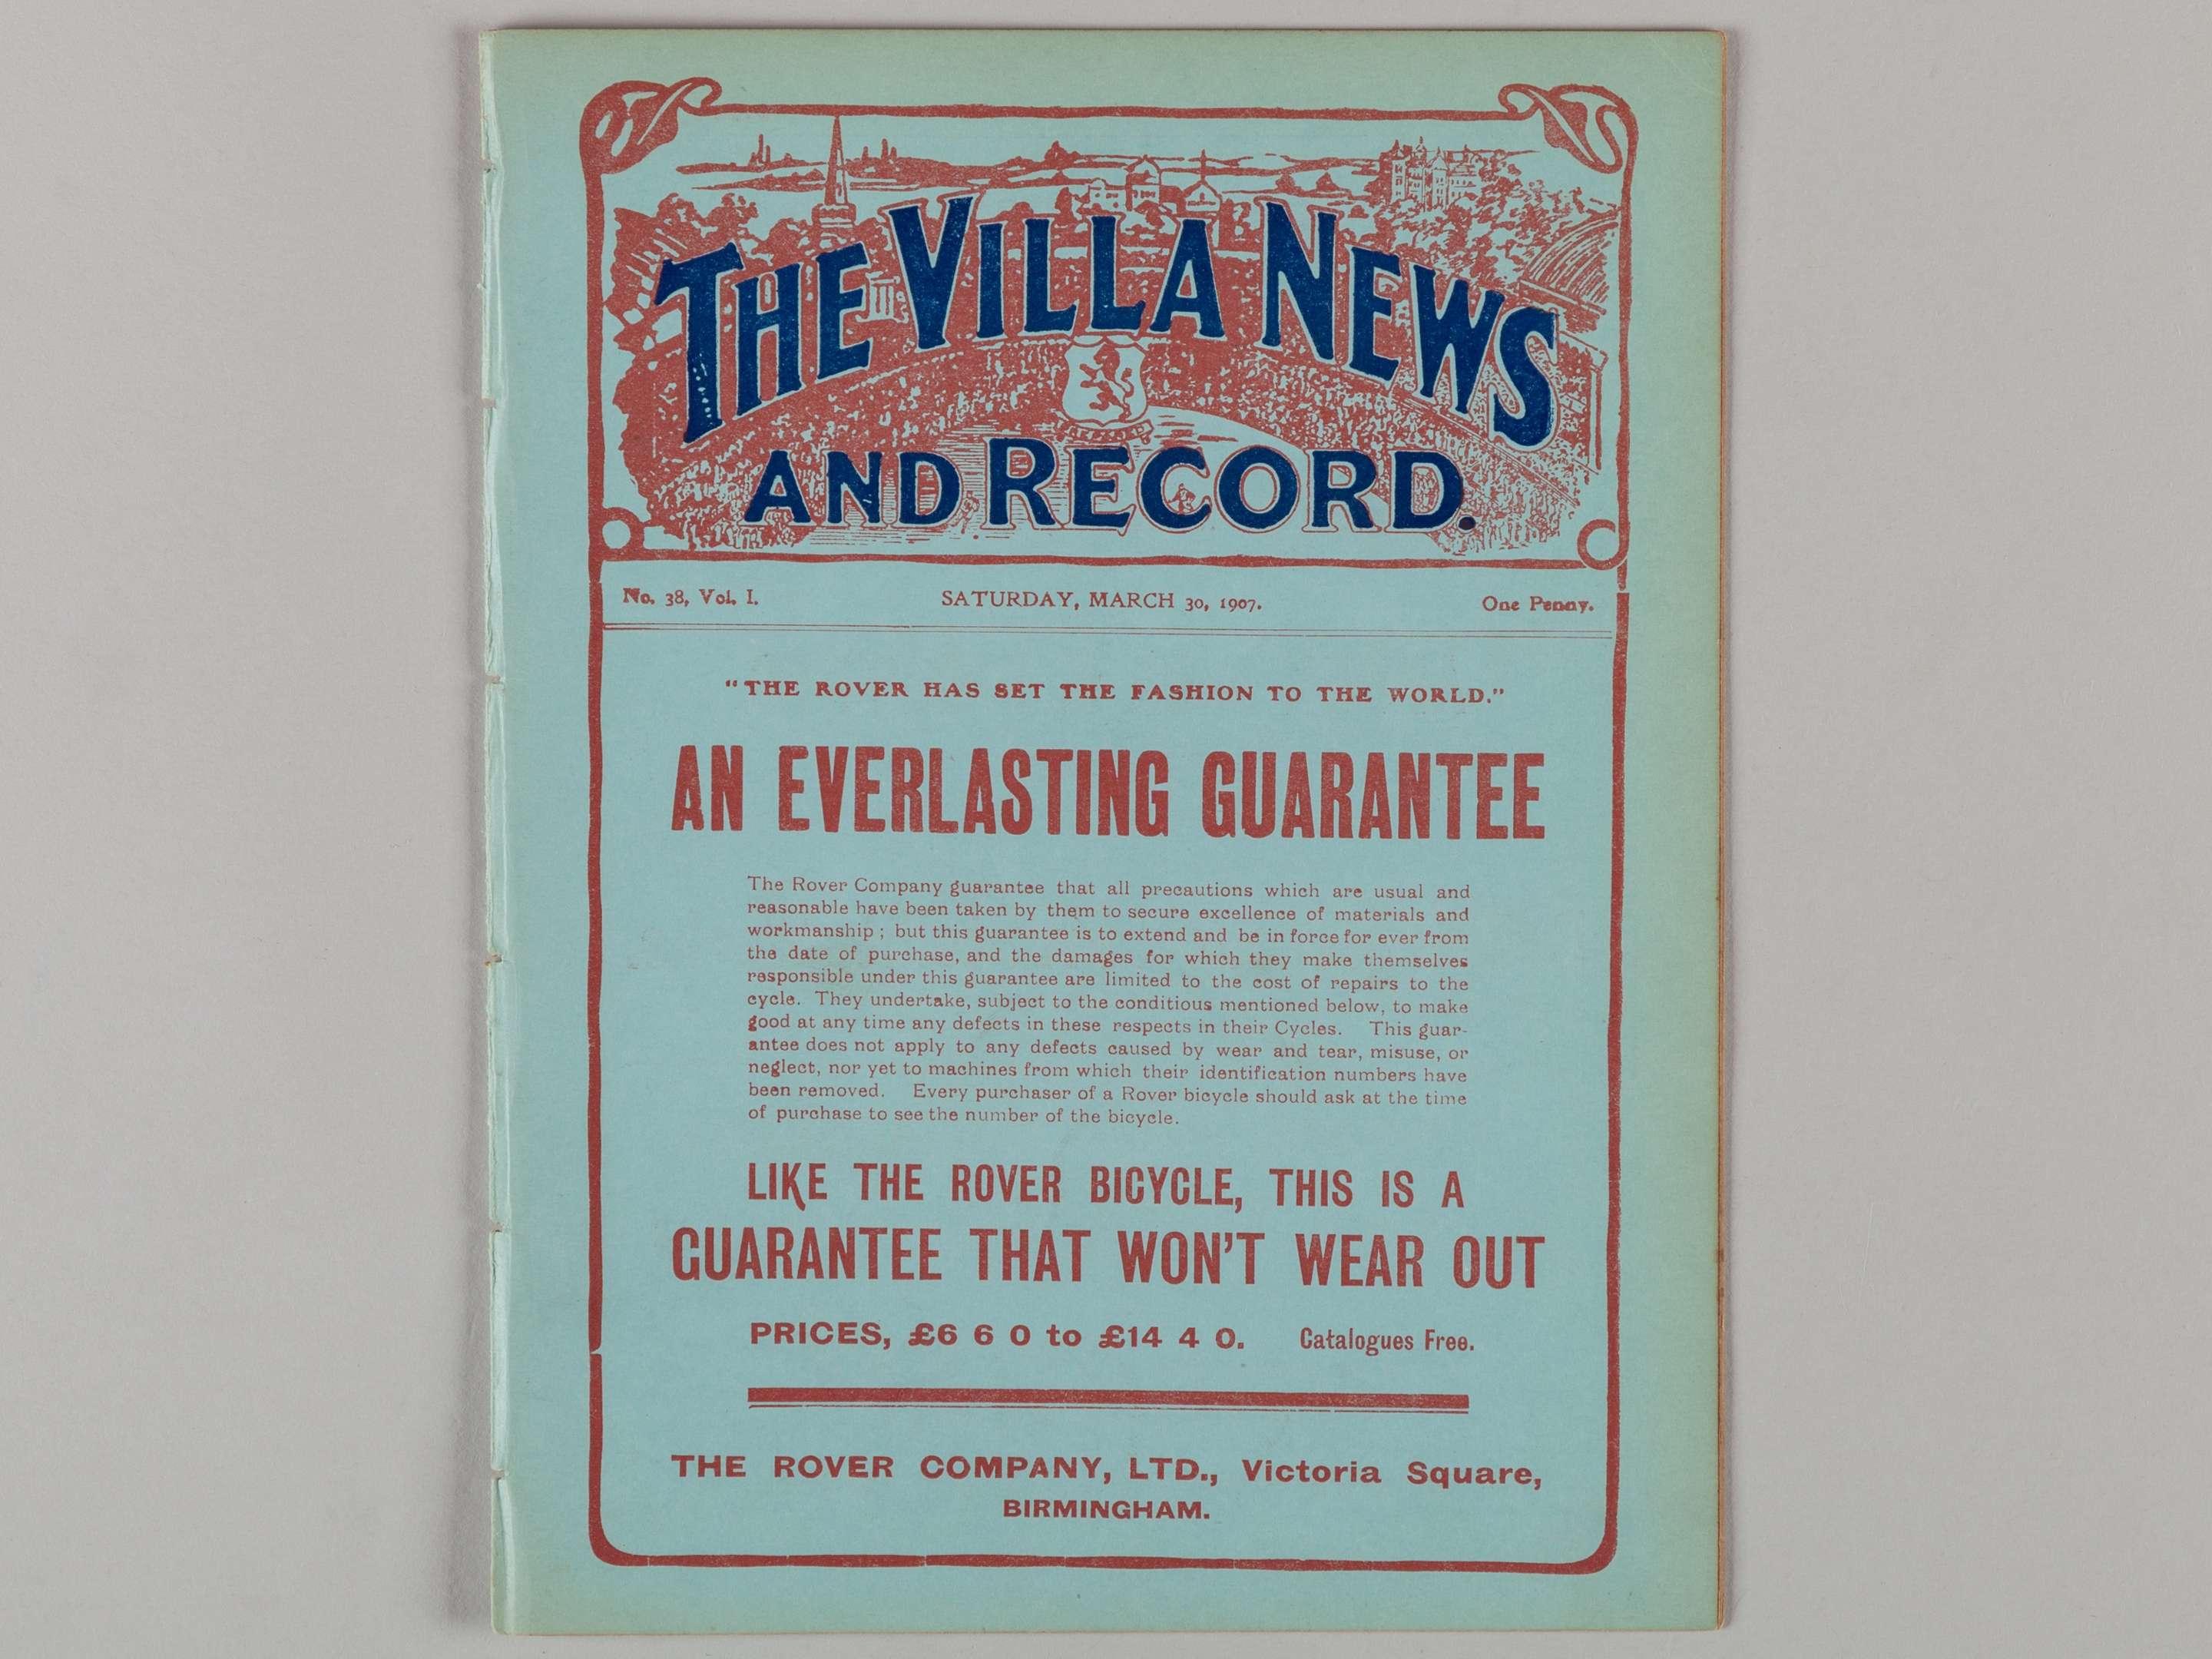 THE VILLA NEWS
AND RECORD.
No. 38, Vol. I. SATURDAY, MARCH 30, 1907. One Penny.
"THE ROVER HAS SET THE FASHION TO THE WORLD."
AN EVERLASTING GUARANTEE
The Rover Company guarantee that all precautions which are usual and
reasonable have been taken by them to secure excellence of materials and
workmanship ; but this guarantee is to extend and be in force for ever from
the date of purchase, and the damages for which they make themselves
responsible under this guarantee are limited to the cost of repairs to the
cycle. They undertake, subject to the conditious mentioned below, to make
good at any time any defects in these respects in their Cycles. This guar-
antee does not apply to any defects caused by wear and tear, misuse, or
neglect, nor yet to machines from which their identification numbers have
been removed. Every purchaser of a Rover bicycle should ask at the time
of purchase to see the number of the bicycle.
LIKE THE ROVER BICYCLE, THIS IS A
GUARANTEE THAT WON'T WEAR OUT
PRICES, £6 6 0 to £14 4 0. Catalogues Free.
THE ROVER COMPANY, LTD., Victoria Square,
BIRMINGHAM.